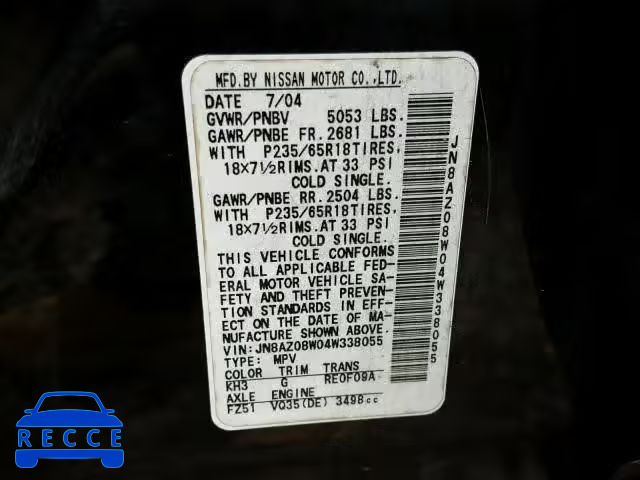 MFD.BY NISSAN MOTOR CO.,LTD.
DATE 7/04
GVWR/PNBV 5053 LBS.
GAWR/PNBE FR. 2681 LBS.
WITH P235/65R18TIRES,
18×7½RIMS.AT 33 PSI
COLD SINGLE.
GAWR/PNBE RR. 2504 LBS.
WITH P235/65R18TIRES,
18×7½RIMS.AT 33 PSI
COLD SINGLE.
THIS VEHICLE CONFORMS
TO ALL APPLICABLE FED-
ERAL MOTOR VEHICLE SA-
FETY AND THEFT PREVEN-
TION STANDARDS IN EFF-
ECT ON THE DATE OF MA-
NUFACTURE SHOWN ABOVE.
VIN:JN8AZ08W04W338055
TYPE: MPV
COLOR TRIM TRANS
KH3 G RE0F09A
AXLE ENGINE
FZ51 VQ35(DE) 3498cc
JN8AZ08W04W338055